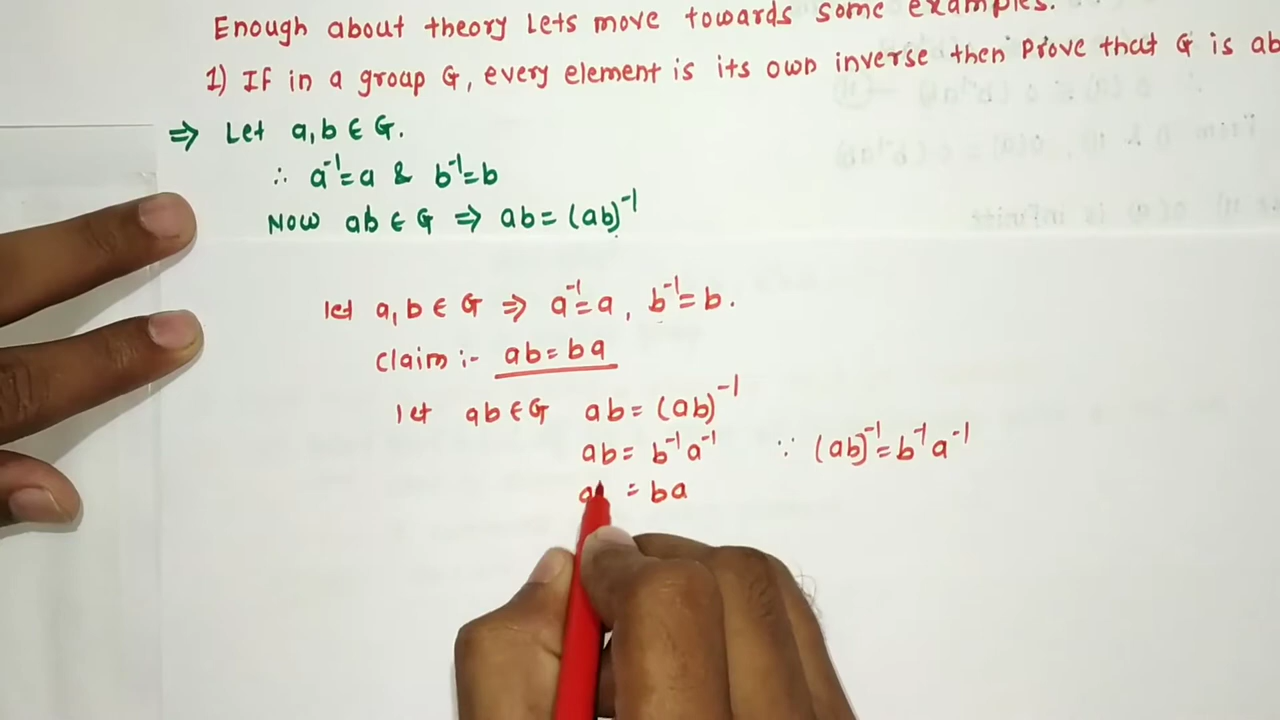 Enough about theory Lets move towards some examples.
1) If in a group G, every element is its own inverse then Prove that G is ab
⇒ Let a,b ∈ G.
∴ a⁻¹=a & b⁻¹=b
Now ab ∈ G ⇒ ab = (ab)⁻¹
let a,b ∈ G ⇒ a⁻¹=a, b⁻¹=b.
Claim :- ab=ba
let ab ∈ G ab = (ab)⁻¹
ab = b⁻¹a⁻¹ ∵ (ab)⁻¹=b⁻¹a⁻¹
a = ba